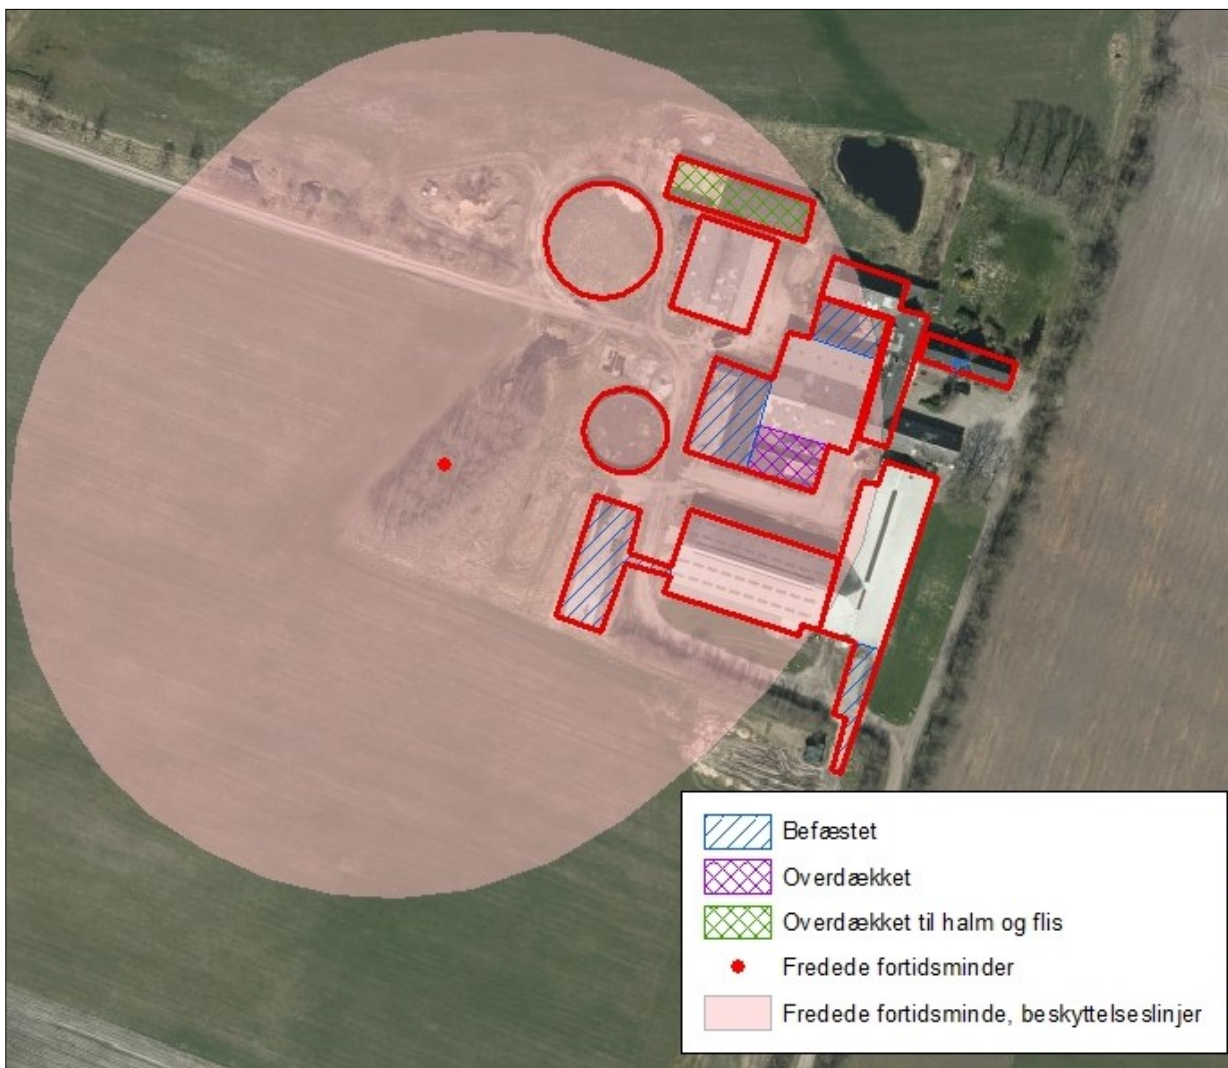 Befæstet
Overdækket
Overdækket til halm og flis
Fredede fortidsminder
Fredede fortidsminde, beskyttelseslinjer